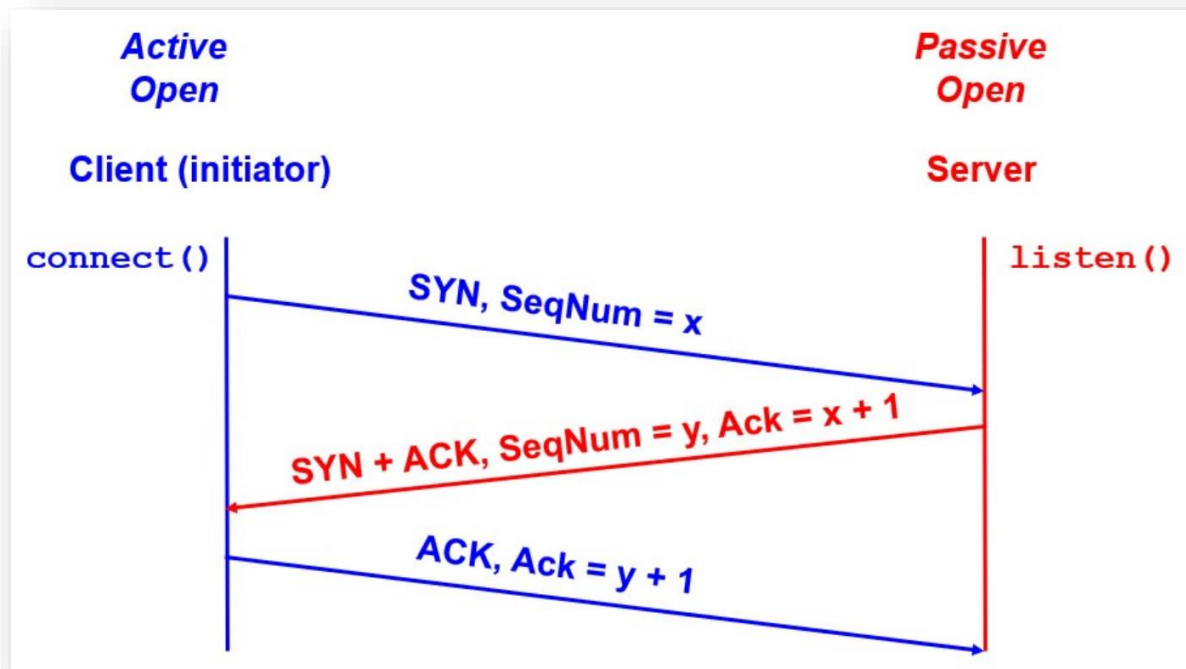 Active
Open
Passive
Open
Client (initiator)
Server
connect()
listen()
SYN, SeqNum = x
SYN + ACK, SeqNum = y, Ack = x + 1
ACK, Ack = y + 1